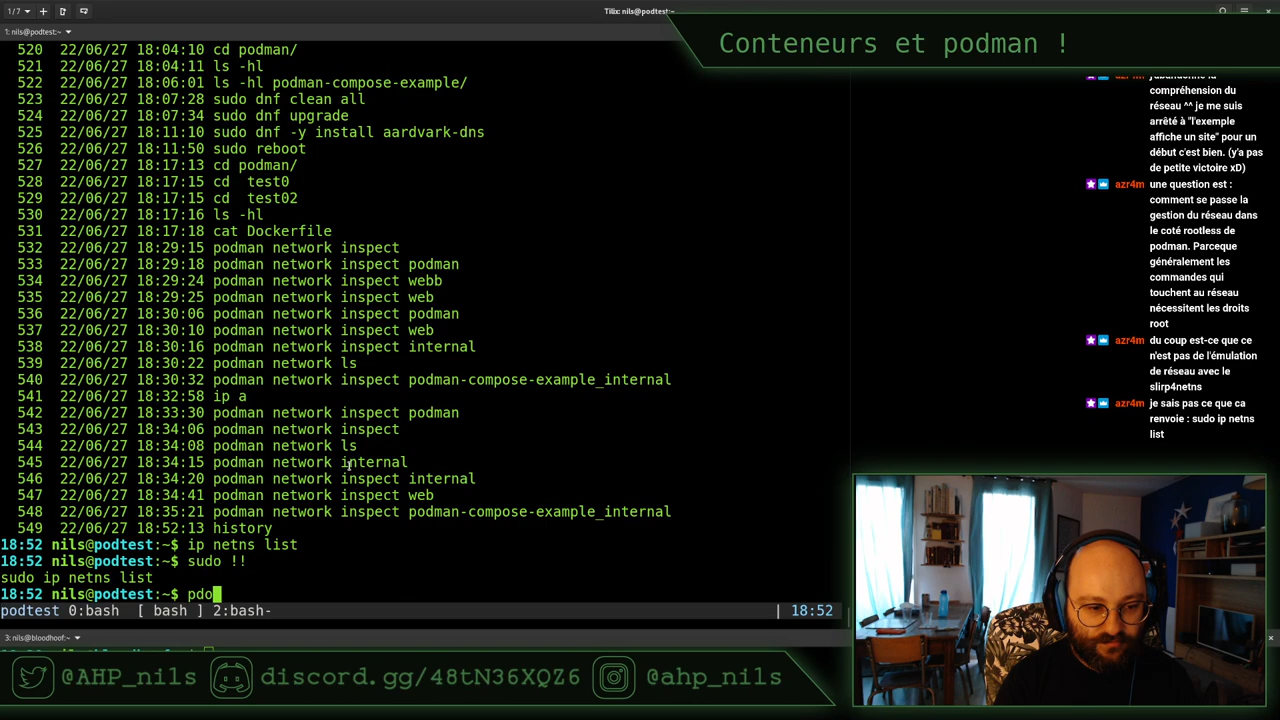 1/7
Tilix: nils@podtest:~
1: nils@podtest:~
Conteneurs et podman !
520 22/06/27 18:04:10 cd podman/
521 22/06/27 18:04:11 ls -hl
522 22/06/27 18:06:01 ls -hl podman-compose-example/
523 22/06/27 18:07:28 sudo dnf clean all
524 22/06/27 18:07:34 sudo dnf upgrade
525 22/06/27 18:11:10 sudo dnf -y install aardvark-dns
526 22/06/27 18:11:50 sudo reboot
527 22/06/27 18:17:13 cd podman/
528 22/06/27 18:17:15 cd  test0
529 22/06/27 18:17:15 cd  test02
530 22/06/27 18:17:16 ls -hl
531 22/06/27 18:17:18 cat Dockerfile
532 22/06/27 18:29:15 podman network inspect
533 22/06/27 18:29:18 podman network inspect podman
534 22/06/27 18:29:24 podman network inspect webb
535 22/06/27 18:29:25 podman network inspect web
536 22/06/27 18:30:06 podman network inspect podman
537 22/06/27 18:30:10 podman network inspect web
538 22/06/27 18:30:16 podman network inspect internal
539 22/06/27 18:30:22 podman network ls
540 22/06/27 18:30:32 podman network inspect podman-compose-example_internal
541 22/06/27 18:32:58 ip a
542 22/06/27 18:33:30 podman network inspect podman
543 22/06/27 18:34:06 podman network inspect
544 22/06/27 18:34:08 podman network ls
545 22/06/27 18:34:15 podman network internal
546 22/06/27 18:34:20 podman network inspect internal
547 22/06/27 18:34:41 podman network inspect web
548 22/06/27 18:35:21 podman network inspect podman-compose-example_internal
549 22/06/27 18:52:13 history
18:52 nils@podtest:~$ ip netns list
18:52 nils@podtest:~$ sudo !!
sudo ip netns list
18:52 nils@podtest:~$ pdo
podtest 0:bash [ bash ] 2:bash- | 18:52
3: nils@bloodhoof:~
azr4m j'abandonne la
compréhension du
réseau ^^ je me suis
arrêté à "l'exemple
affiche un site" pour un
début c'est bien. (y'a pas
de petite victoire xD)
azr4m une question est :
comment se passe la
gestion du réseau dans
le coté rootless de
podman. Parceque
généralement les
commandes qui
touchent au réseau
nécessitent les droits
root
azr4m du coup est-ce que ce
n'est pas de l'émulation
de réseau avec le
slirp4netns
azr4m je sais pas ce que ca
renvoie : sudo ip netns
list
@AHP_nils
discord.gg/48tN36XQZ6
@ahp_nils